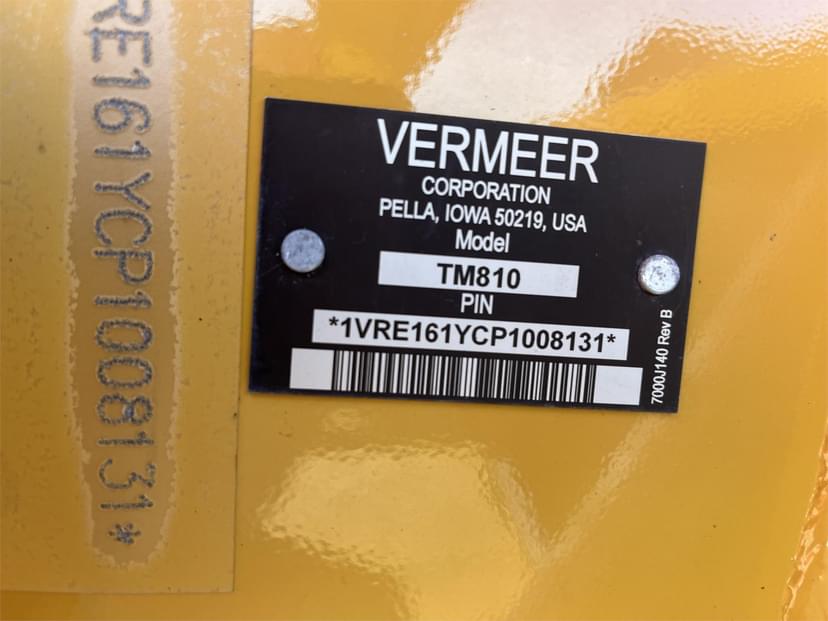 RE161YCP1008131*
VERMEER
CORPORATION
PELLA, IOWA 50219, USA
Model
TM810
PIN
*1VRE161YCP1008131*
7000J140 Rev B